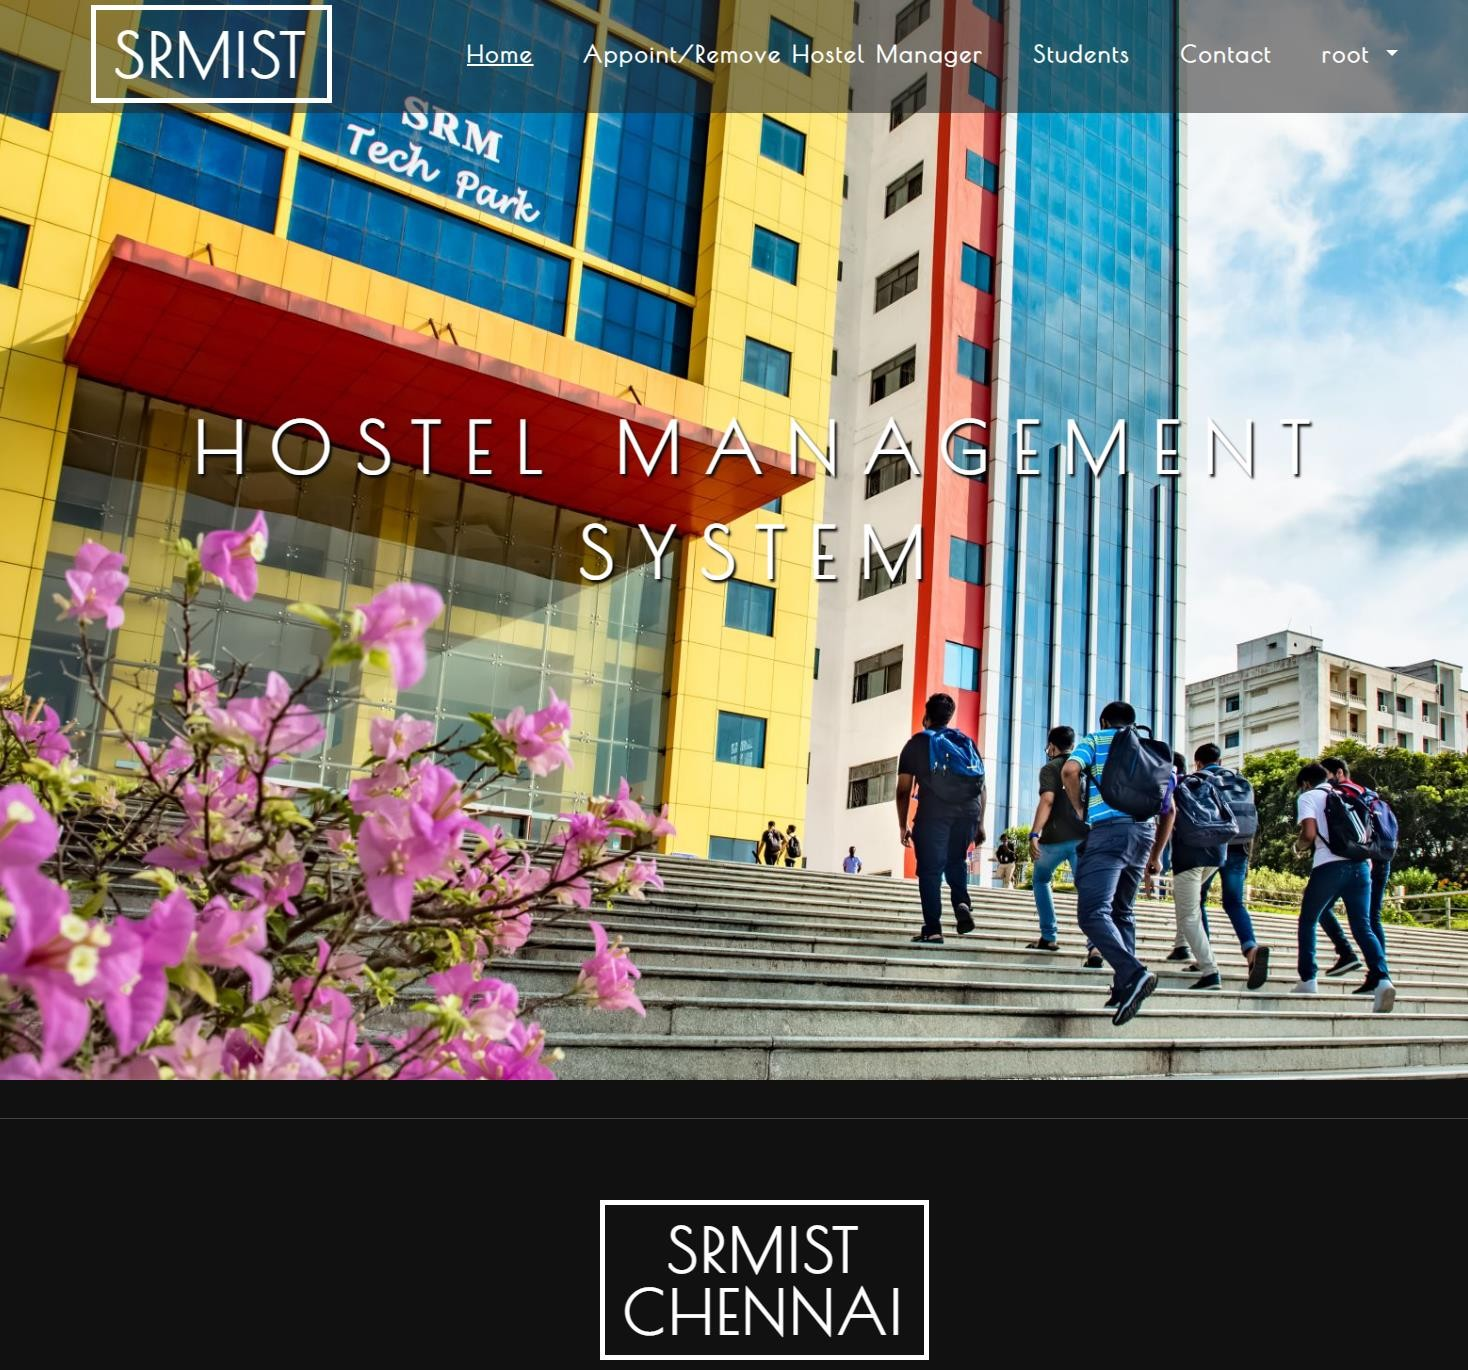 SRMIST
Home Appoint/Remove Hostel Manager Students Contact root
SRM
Tech Park
HOSTEL MANAGEMENT
SYSTEM
SRMIST
CHENNAI